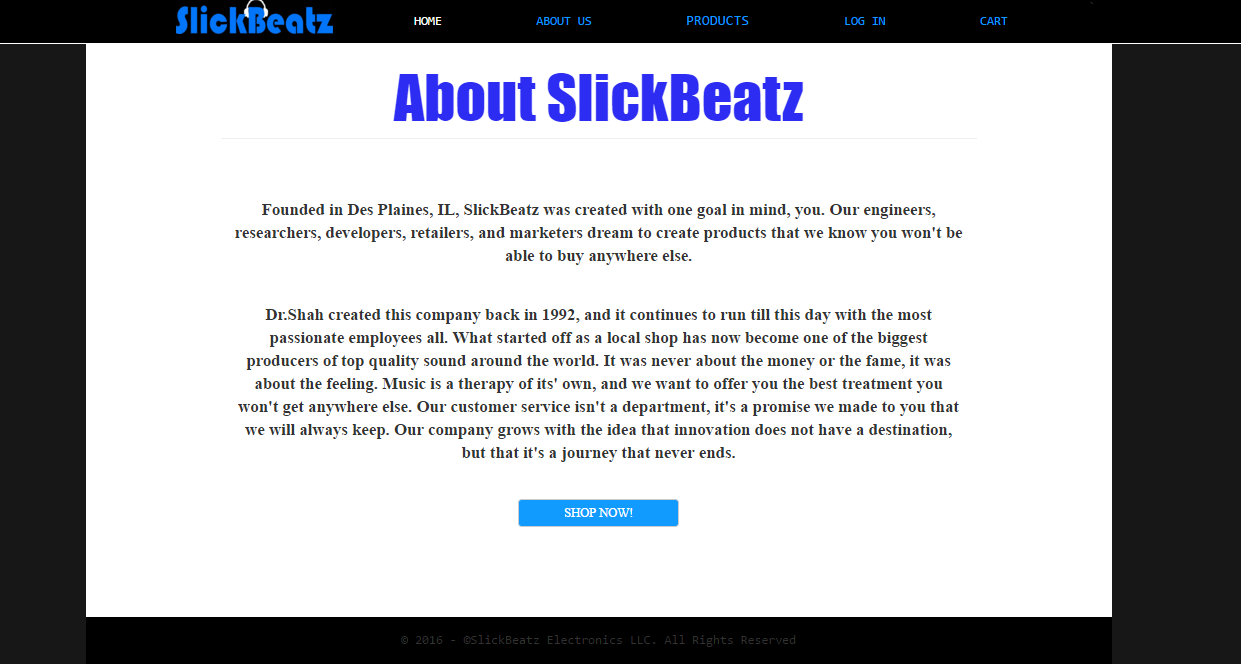 SlickBeatz HOME ABOUT US PRODUCTS LOG IN CART
About SlickBeatz
Founded in Des Plaines, IL, SlickBeatz was created with one goal in mind, you. Our engineers,
researchers, developers, retailers, and marketers dream to create products that we know you won't be
able to buy anywhere else.
Dr.Shah created this company back in 1992, and it continues to run till this day with the most
passionate employees all. What started off as a local shop has now become one of the biggest
producers of top quality sound around the world. It was never about the money or the fame, it was
about the feeling. Music is a therapy of its' own, and we want to offer you the best treatment you
won't get anywhere else. Our customer service isn't a department, it's a promise we made to you that
we will always keep. Our company grows with the idea that innovation does not have a destination,
but that it's a journey that never ends.
SHOP NOW!
© 2016 - ©SlickBeatz Electronics LLC. All Rights Reserved